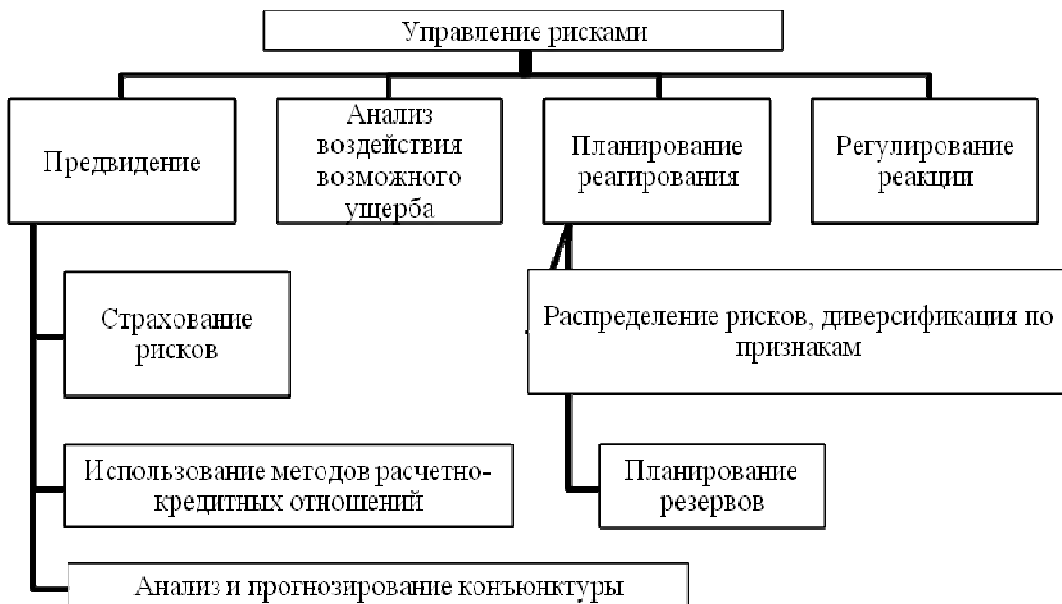 Управление рисками
Предвидение
Анализ
воздействия
возможного
ущерба
Планирование
реагирования
Регулирование
реакции
Страхование
рисков
Распределение рисков, диверсификация по
признакам
Использование методов расчетно-
кредитных отношений
Планирование
резервов
Анализ и прогнозирование конъюнктуры